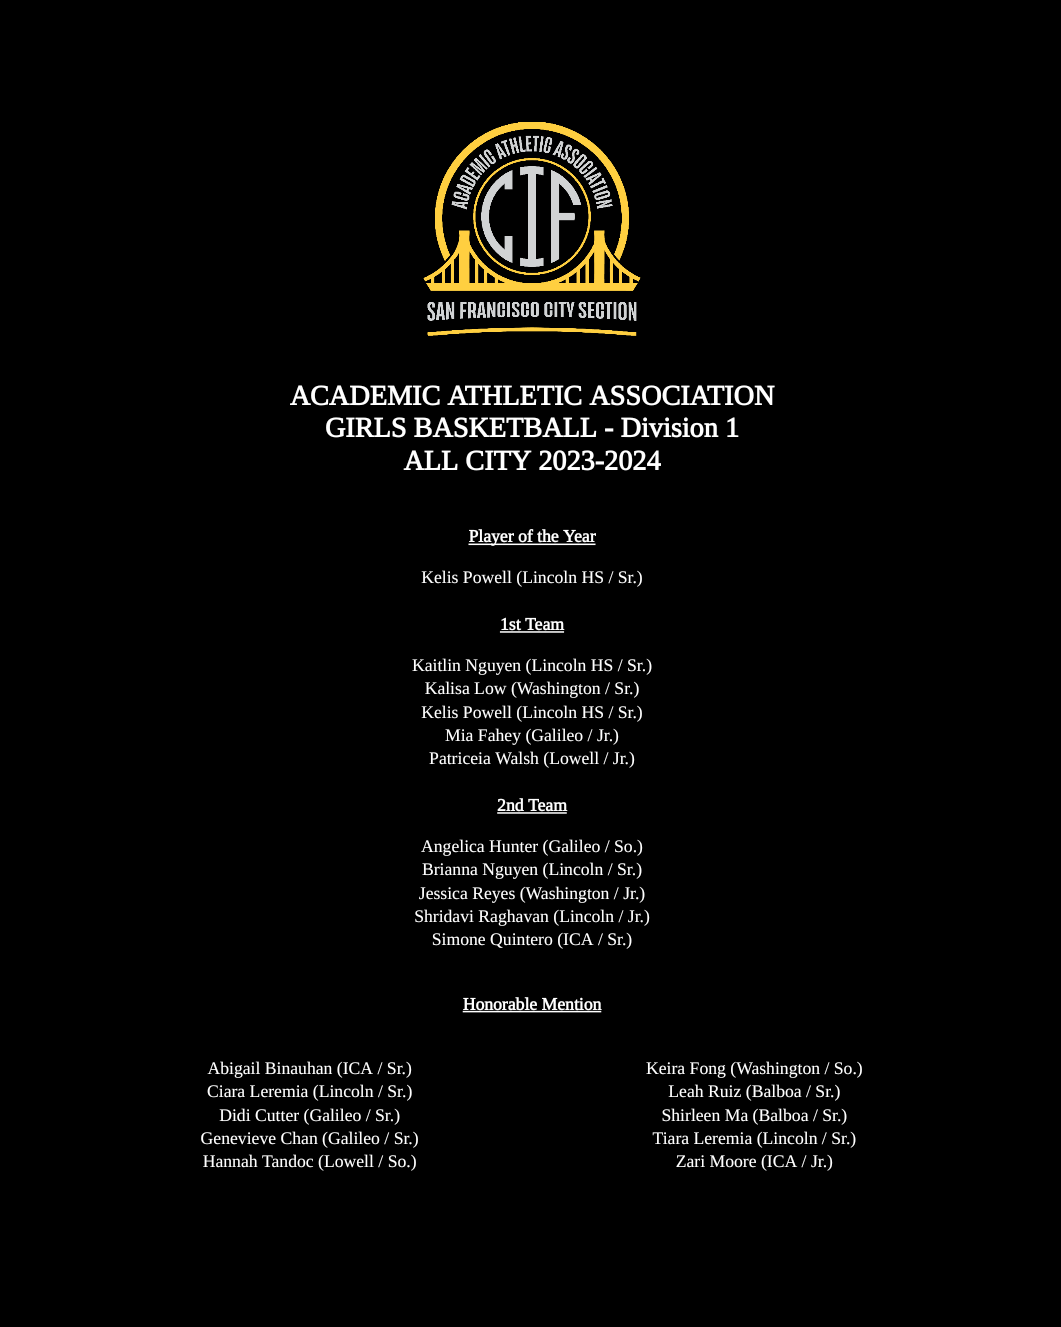 ACADEMIC ATHLETIC ASSOCIATION
CIF
SAN FRANCISCO CITY SECTION
ACADEMIC ATHLETIC ASSOCIATION
GIRLS BASKETBALL - Division 1
ALL CITY 2023-2024
Player of the Year
Kelis Powell (Lincoln HS / Sr.)
1st Team
Kaitlin Nguyen (Lincoln HS / Sr.)
Kalisa Low (Washington / Sr.)
Kelis Powell (Lincoln HS / Sr.)
Mia Fahey (Galileo / Jr.)
Patriceia Walsh (Lowell / Jr.)
2nd Team
Angelica Hunter (Galileo / So.)
Brianna Nguyen (Lincoln / Sr.)
Jessica Reyes (Washington / Jr.)
Shridavi Raghavan (Lincoln / Jr.)
Simone Quintero (ICA / Sr.)
Honorable Mention
Abigail Binauhan (ICA / Sr.)
Ciara Leremia (Lincoln / Sr.)
Didi Cutter (Galileo / Sr.)
Genevieve Chan (Galileo / Sr.)
Hannah Tandoc (Lowell / So.)
Keira Fong (Washington / So.)
Leah Ruiz (Balboa / Sr.)
Shirleen Ma (Balboa / Sr.)
Tiara Leremia (Lincoln / Sr.)
Zari Moore (ICA / Jr.)